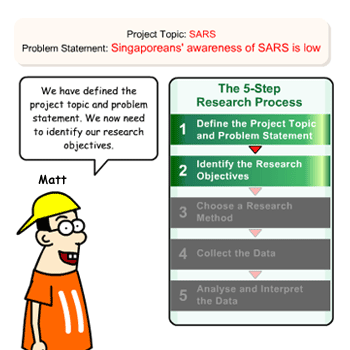 Project Topic: SARS
Problem Statement: Singaporeans' awareness of SARS is low
We have defined the
project topic and problem
statement. We now need
to identify our research
objectives.
Matt
The 5-Step
Research Process
1 Define the Project Topic
and Problem Statement
2 Identify the Research
Objectives
3 Choose a Research
Method
4 Collect the Data
5 Analyse and Interpret
the Data